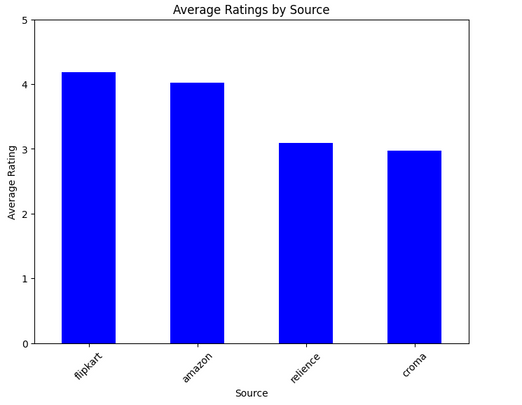 Average Ratings by Source
Average Rating
5
4
3
2
1
0
flipkart
amazon
relience
croma
Source